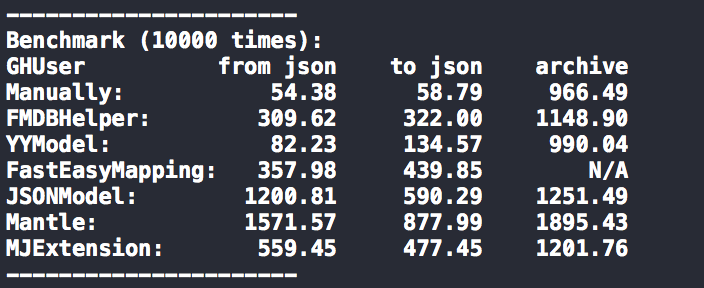 ----------------------
Benchmark (10000 times):
GHUser          from json    to json    archive
Manually:           54.38      58.79     966.49
FMDBHelper:        309.62     322.00    1148.90
YYModel:            82.23     134.57     990.04
FastEasyMapping:   357.98     439.85        N/A
JSONModel:        1200.81     590.29    1251.49
Mantle:           1571.57     877.99    1895.43
MJExtension:       559.45     477.45    1201.76
----------------------